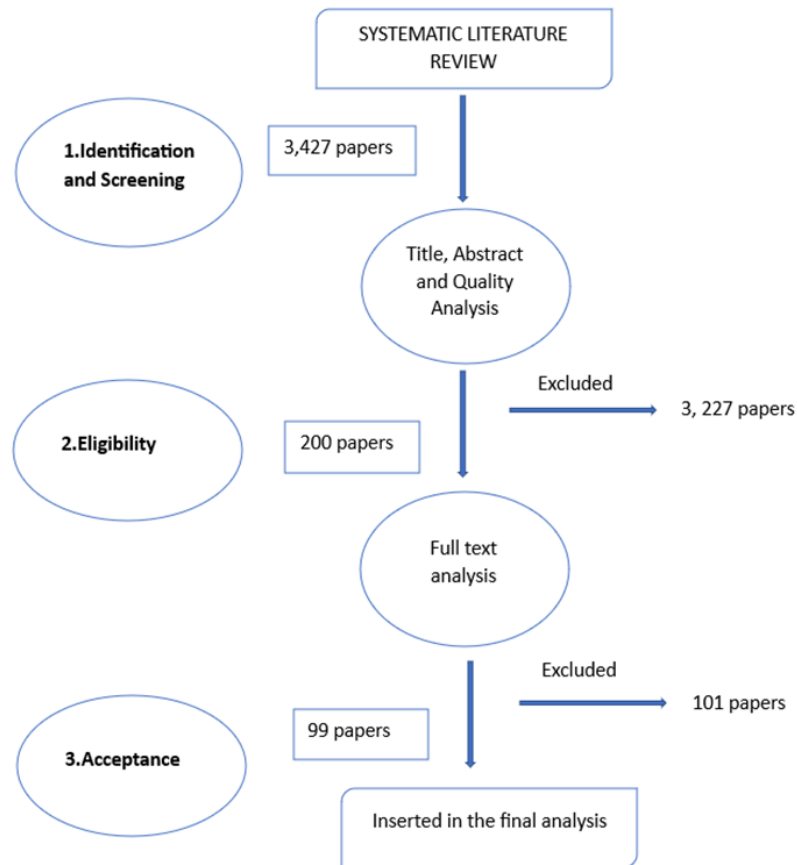 SYSTEMATIC LITERATURE
REVIEW
1.Identification
and Screening
3,427 papers
Title, Abstract
and Quality
Analysis
Excluded
3, 227 papers
2.Eligibility
200 papers
Full text
analysis
Excluded
101 papers
99 papers
3.Acceptance
Inserted in the final analysis